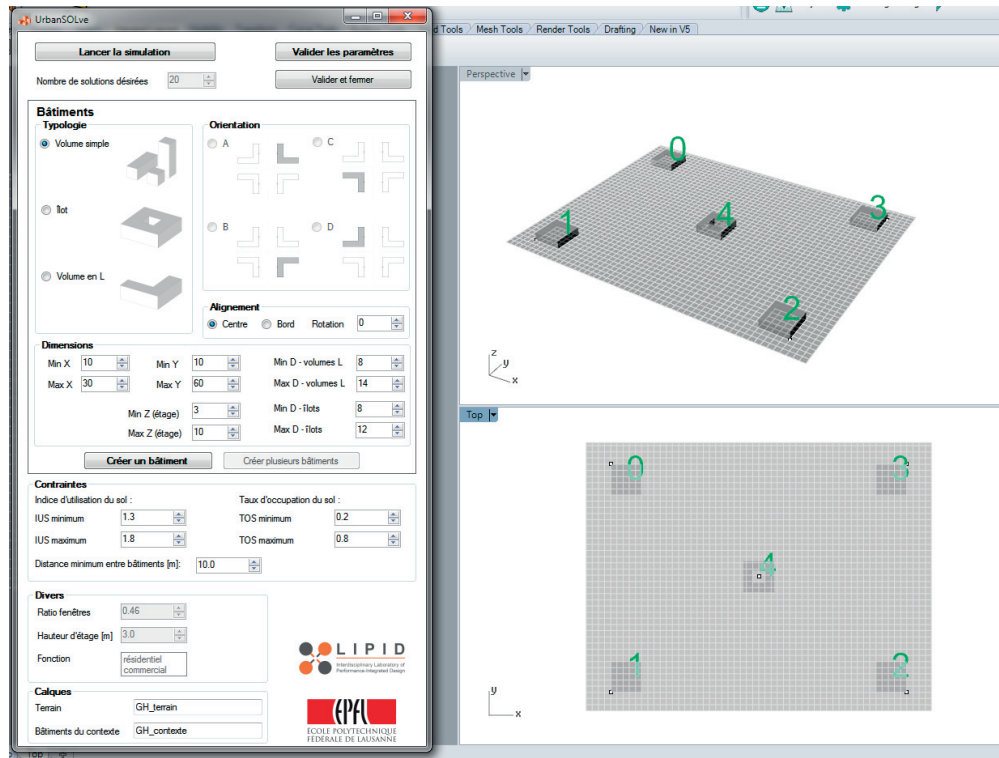 UrbanSOLve
Lancer la simulation
Valider les paramètres
Nombre de solutions désirées 20
Valider et fermer
Bâtiments
Typologie
Volume simple
Îlot
Volume en L
Orientation
A
C
B
D
Alignement
Centre Bord Rotation 0
Dimensions
Min X 10 Min Y 10 Min D - volumes L 8
Max X 30 Max Y 60 Max D - volumes L 14
Min Z (étage) 3 Min D - îlots 8
Max Z (étage) 10 Max D - îlots 12
Créer un bâtiment
Créer plusieurs bâtiments
Contraintes
Indice d'utilisation du sol : Taux d'occupation du sol :
IUS minimum 1.3 TOS minimum 0.2
IUS maximum 1.8 TOS maximum 0.8
Distance minimum entre bâtiments [m]: 10.0
Divers
Ratio fenêtres 0.46
Hauteur d'étage [m] 3.0
Fonction résidentiel
commercial
Calques
Terrain GH_terrain
Bâtiments du contexte GH_contexte
LIPID
Interdisciplinary Laboratory of
Performance-Integrated Design
EPFL
ÉCOLE POLYTECHNIQUE
FÉDÉRALE DE LAUSANNE
Tools Mesh Tools Render Tools Drafting New in V5
Perspective
0
1
4
3
2
z
y
x
Top
0
3
4
1
2
y
x
Top